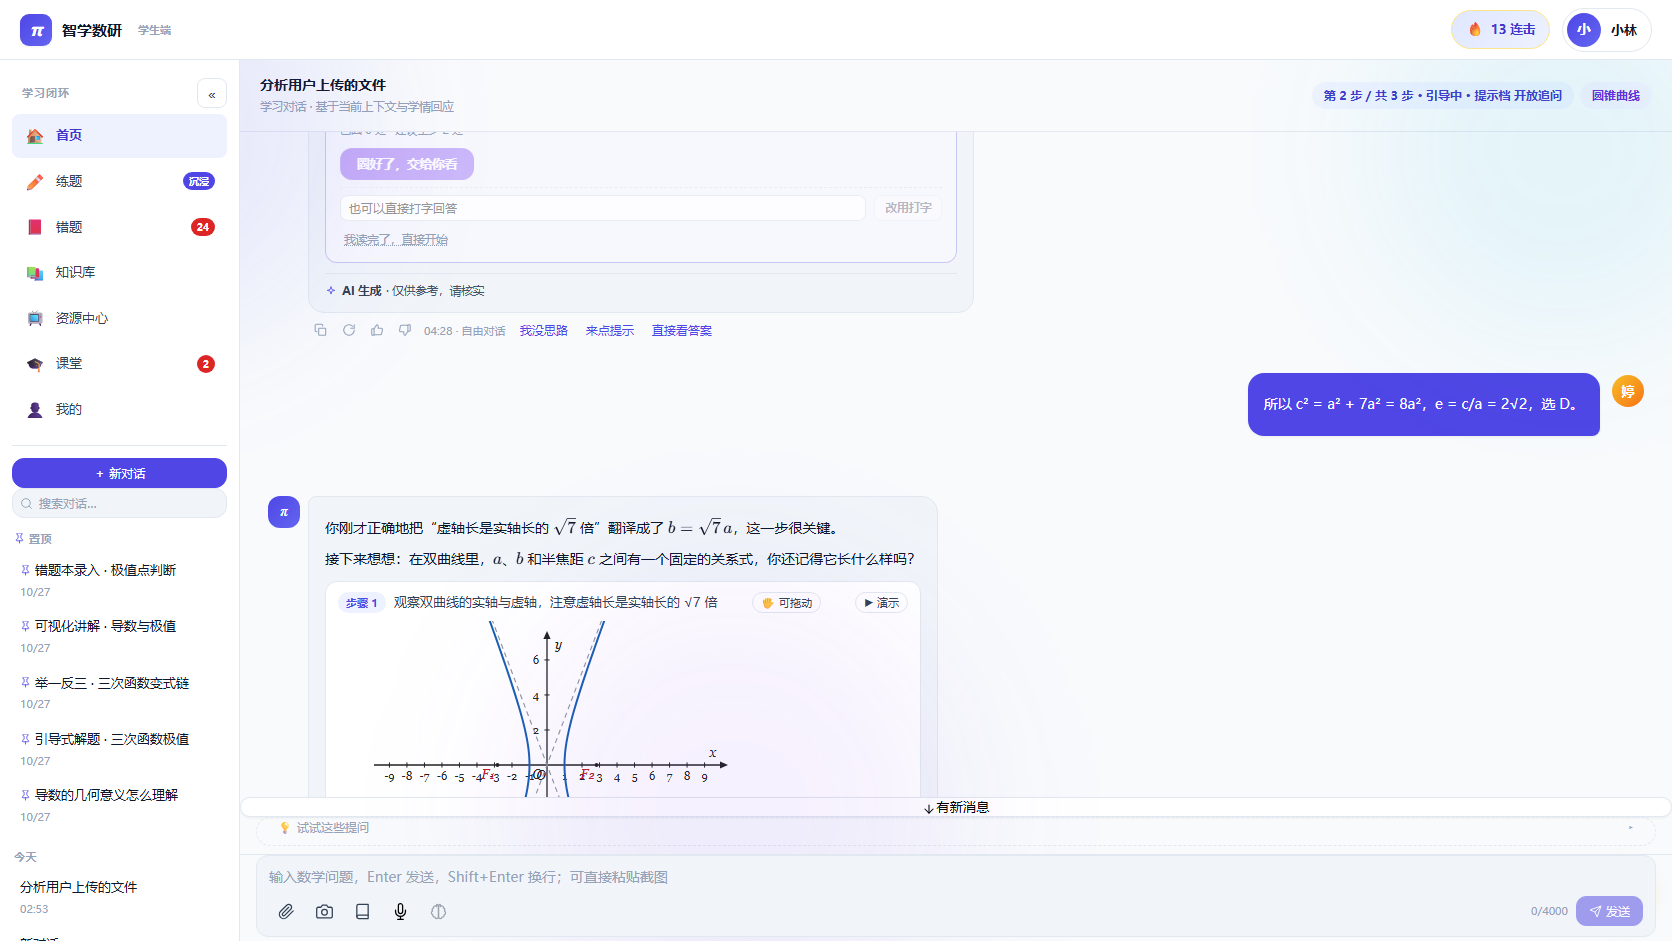 π 智学数研 学生端
13 连击
小 小林
学习闭环 «
首页
练题 沉浸
错题 24
知识库
资源中心
课堂 2
我的
+ 新对话
搜索对话...
置顶
错题本录入 · 极值点判断
10/27
可视化讲解 · 导数与极值
10/27
举一反三 · 三次函数变式链
10/27
引导式解题 · 三次函数极值
10/27
导数的几何意义怎么理解
10/27
今天
分析用户上传的文件
02:53
分析用户上传的文件
学习对话 · 基于当前上下文与学情回应
第 2 步 / 共 3 步 • 引导中 • 提示档 开放追问
圆锥曲线
圈好了，交给你看
也可以直接打字回答 改用打字
我读完了，直接开始
AI 生成 · 仅供参考，请核实
04:28 · 自由对话 我没思路 来点提示 直接看答案
所以 c² = a² + 7a² = 8a²，e = c/a = 2√2，选 D。
婷
π
你刚才正确地把“虚轴长是实轴长的 √7 倍”翻译成了 b = √7 a，这一步很关键。
接下来想想：在双曲线里，a、b 和半焦距 c 之间有一个固定的关系式，你还记得它长什么样吗？
步骤 1 观察双曲线的实轴与虚轴，注意虚轴长是实轴长的 √7 倍 可拖动 ▶ 演示
y
6
4
2
x
-9 -8 -7 -6 -5 -4 F₁ -3 -2 -1 O 1 2 F₂ 3 4 5 6 7 8 9
↓有新消息
试试这些提问
输入数学问题，Enter 发送，Shift+Enter 换行；可直接粘贴截图
0/4000 发送